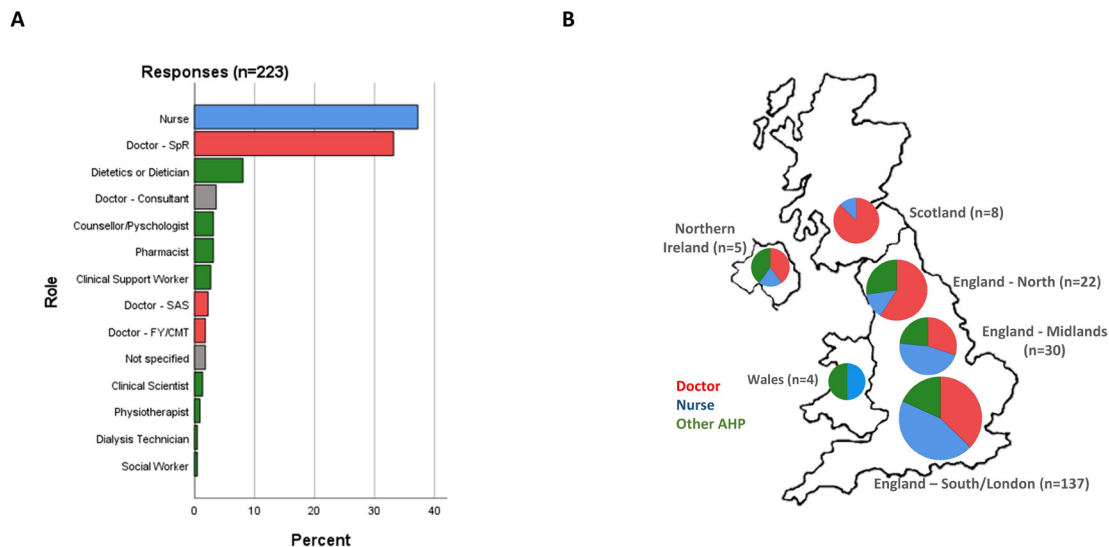 A
B
Responses (n=223)
Role
Nurse
Doctor - SpR
Dietetics or Dietician
Doctor - Consultant
Counsellor/Pyschologist
Pharmacist
Clinical Support Worker
Doctor - SAS
Doctor - FY/CMT
Not specified
Clinical Scientist
Physiotherapist
Dialysis Technician
Social Worker
0 10 20 30 40
Percent
Scotland (n=8)
Northern
Ireland (n=5)
England - North (n=22)
England - Midlands
(n=30)
Wales (n=4)
Doctor
Nurse
Other AHP
England – South/London (n=137)